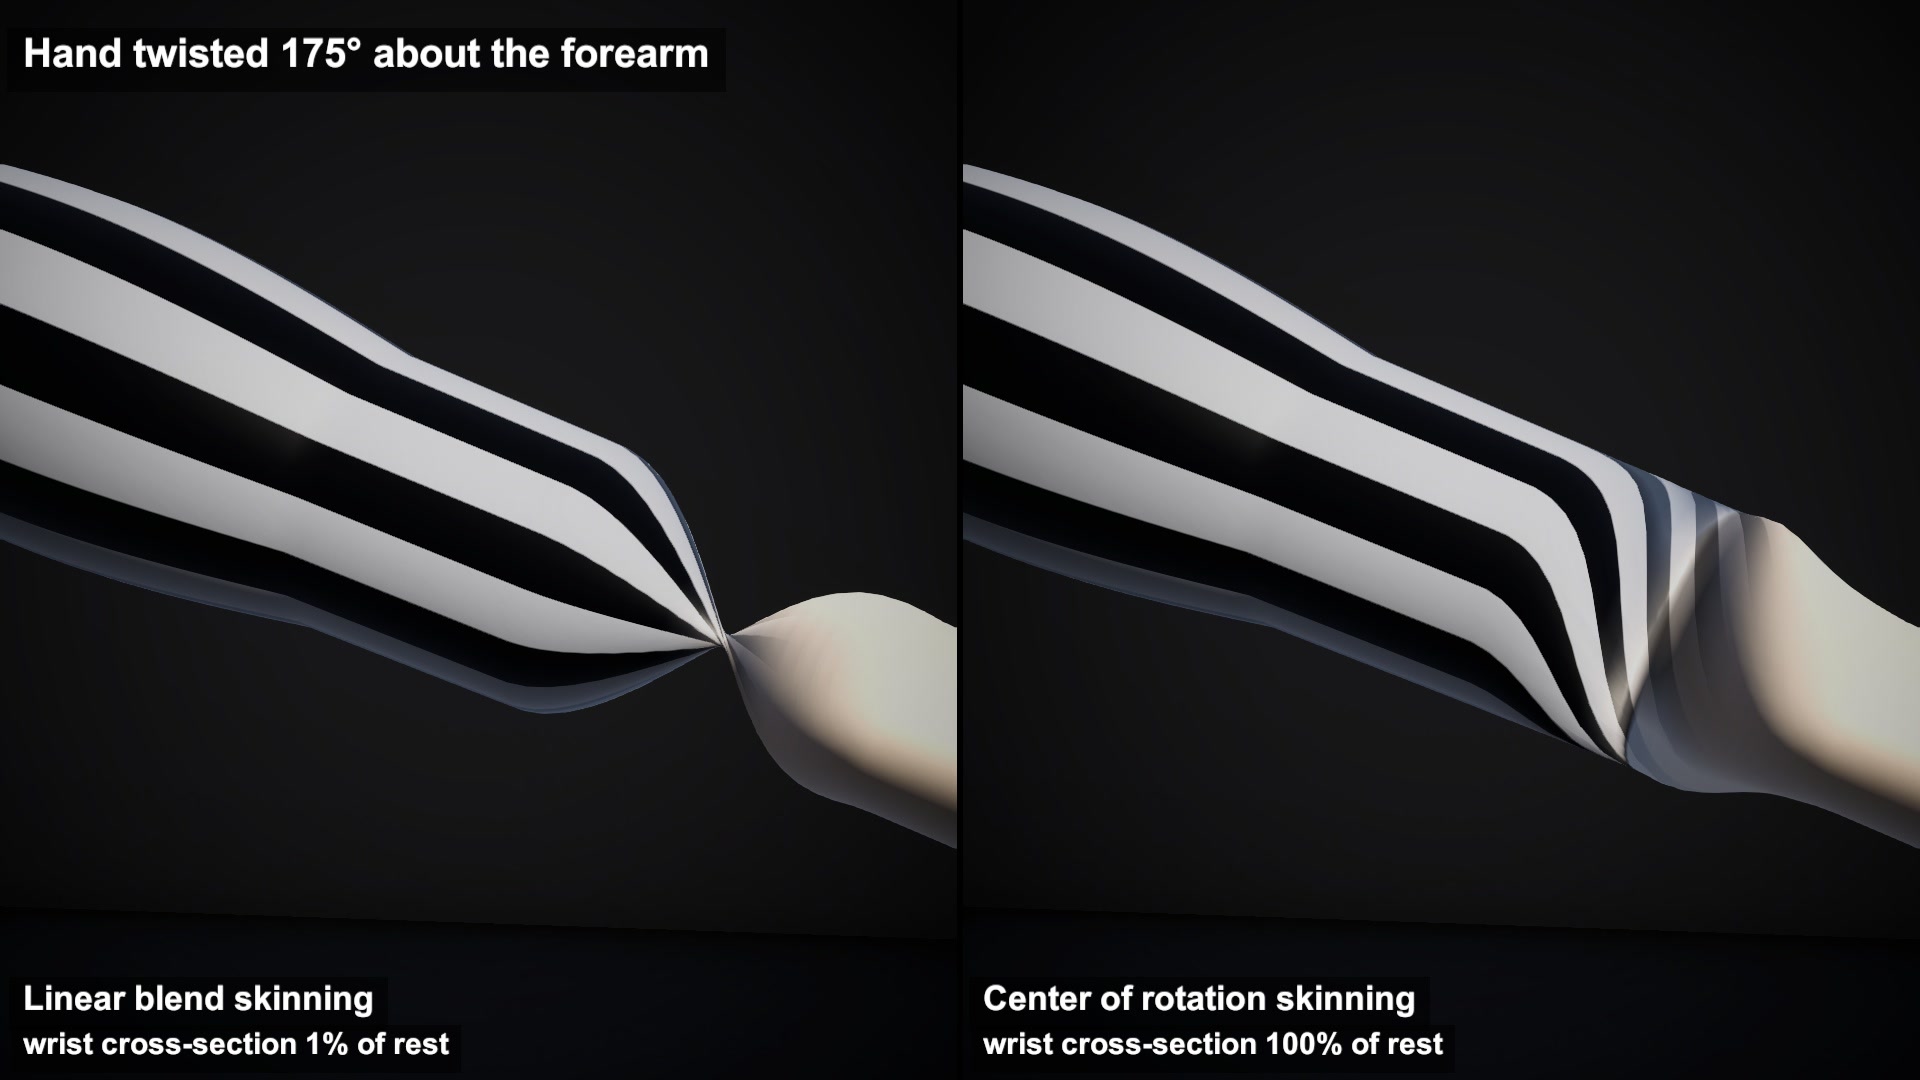 Hand twisted 175° about the forearm
Linear blend skinning
wrist cross-section 1% of rest
Center of rotation skinning
wrist cross-section 100% of rest